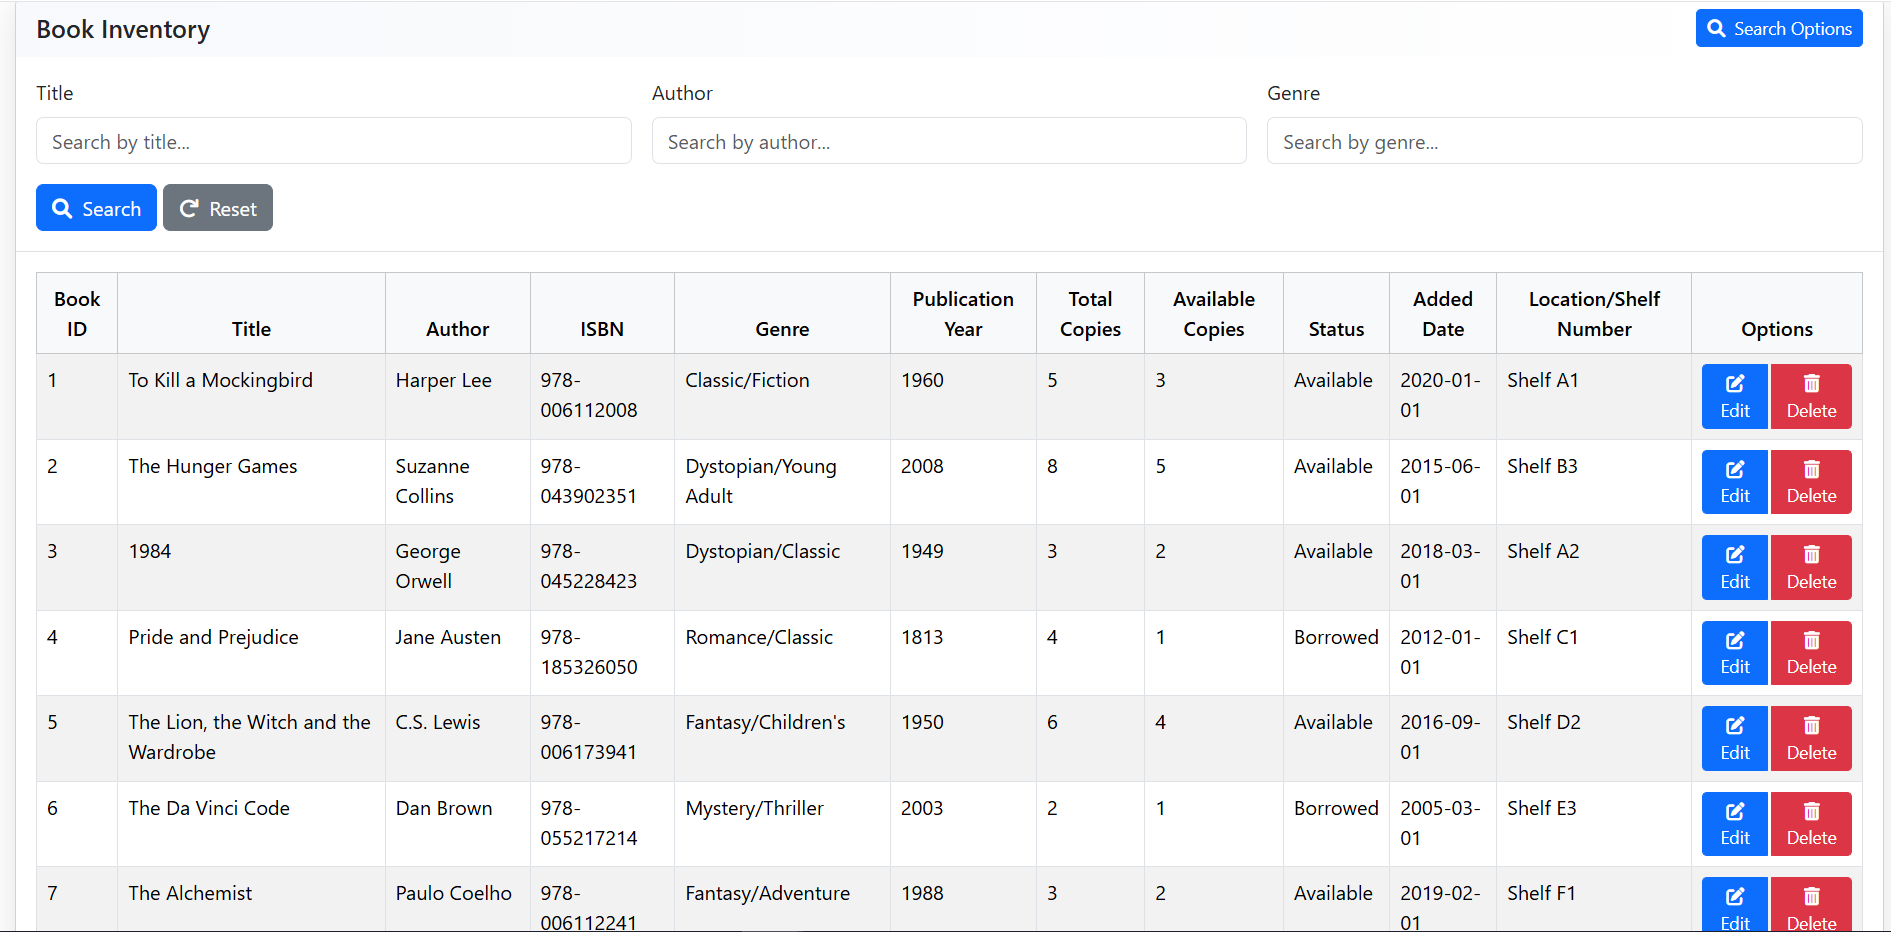 Book Inventory
Search Options
Title
Author
Genre
Search by title...
Search by author...
Search by genre...
Search
Reset
Book ID Title Author ISBN Genre Publication Year Total Copies Available Copies Status Added Date Location/Shelf Number Options
1 To Kill a Mockingbird Harper Lee 978-006112008 Classic/Fiction 1960 5 3 Available 2020-01-01 Shelf A1 Edit Delete
2 The Hunger Games Suzanne Collins 978-043902351 Dystopian/Young Adult 2008 8 5 Available 2015-06-01 Shelf B3 Edit Delete
3 1984 George Orwell 978-045228423 Dystopian/Classic 1949 3 2 Available 2018-03-01 Shelf A2 Edit Delete
4 Pride and Prejudice Jane Austen 978-185326050 Romance/Classic 1813 4 1 Borrowed 2012-01-01 Shelf C1 Edit Delete
5 The Lion, the Witch and the Wardrobe C.S. Lewis 978-006173941 Fantasy/Children's 1950 6 4 Available 2016-09-01 Shelf D2 Edit Delete
6 The Da Vinci Code Dan Brown 978-055217214 Mystery/Thriller 2003 2 1 Borrowed 2005-03-01 Shelf E3 Edit Delete
7 The Alchemist Paulo Coelho 978-006112241 Fantasy/Adventure 1988 3 2 Available 2019-02-01 Shelf F1 Edit Delete